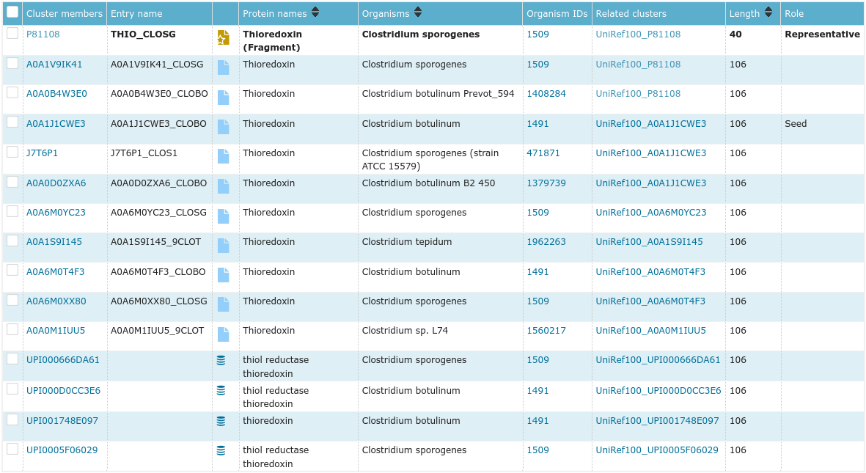 Cluster members Entry name Protein names Organisms Organism IDs Related clusters Length Role
P81108 THIO_CLOSG Thioredoxin Clostridium sporogenes 1509 UniRef100_P81108 40 Representative
(Fragment)
A0A1V9IK41 A0A1V9IK41_CLOSG Thioredoxin Clostridium sporogenes 1509 UniRef100_P81108 106
A0A0B4W3E0 A0A0B4W3E0_CLOBO Thioredoxin Clostridium botulinum Prevot_594 1408284 UniRef100_P81108 106
A0A1J1CWE3 A0A1J1CWE3_CLOBO Thioredoxin Clostridium botulinum 1491 UniRef100_A0A1J1CWE3 106 Seed
J7T6P1 J7T6P1_CLOS1 Thioredoxin Clostridium sporogenes (strain 471871 UniRef100_A0A1J1CWE3 106
ATCC 15579)
A0A0D0ZXA6 A0A0D0ZXA6_CLOBO Thioredoxin Clostridium botulinum B2 450 1379739 UniRef100_A0A1J1CWE3 106
A0A6M0YC23 A0A6M0YC23_CLOSG Thioredoxin Clostridium sporogenes 1509 UniRef100_A0A6M0YC23 106
A0A1S9I145 A0A1S9I145_9CLOT Thioredoxin Clostridium tepidum 1962263 UniRef100_A0A1S9I145 106
A0A6M0T4F3 A0A6M0T4F3_CLOBO Thioredoxin Clostridium botulinum 1491 UniRef100_A0A6M0T4F3 106
A0A6M0XX80 A0A6M0XX80_CLOSG Thioredoxin Clostridium sporogenes 1509 UniRef100_A0A6M0T4F3 106
A0A0M1IUU5 A0A0M1IUU5_9CLOT Thioredoxin Clostridium sp. L74 1560217 UniRef100_A0A0M1IUU5 106
UPI000666DA61 thiol reductase Clostridium sporogenes 1509 UniRef100_UPI000666DA61 106
thioredoxin
UPI000D0CC3E6 thiol reductase Clostridium botulinum 1491 UniRef100_UPI000D0CC3E6 106
thioredoxin
UPI001748E097 thioredoxin Clostridium botulinum 1491 UniRef100_UPI001748E097 106
UPI0005F06029 thiol reductase Clostridium sporogenes 1509 UniRef100_UPI0005F06029 106
thioredoxin